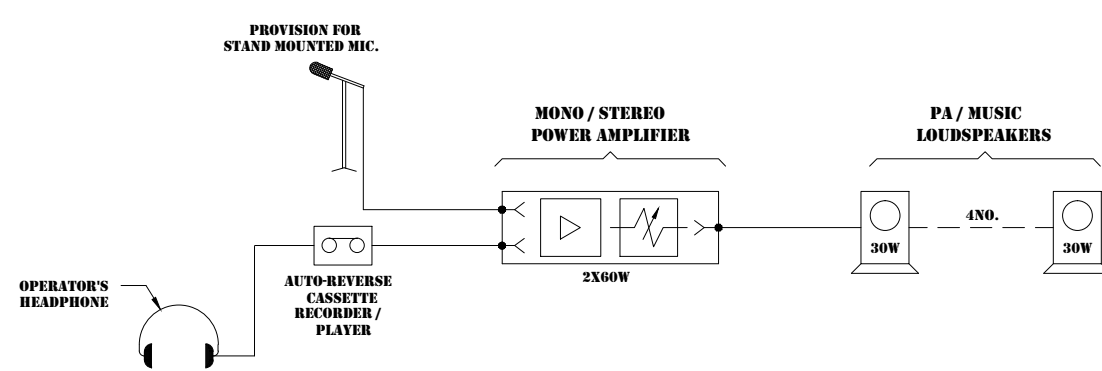 PROVISION FOR
STAND MOUNTED MIC.
MONO / STEREO
POWER AMPLIFIER
PA / MUSIC
LOUDSPEAKERS
4NO.
30W
30W
2X60W
AUTO-REVERSE
CASSETTE
RECORDER /
PLAYER
OPERATOR'S
HEADPHONE